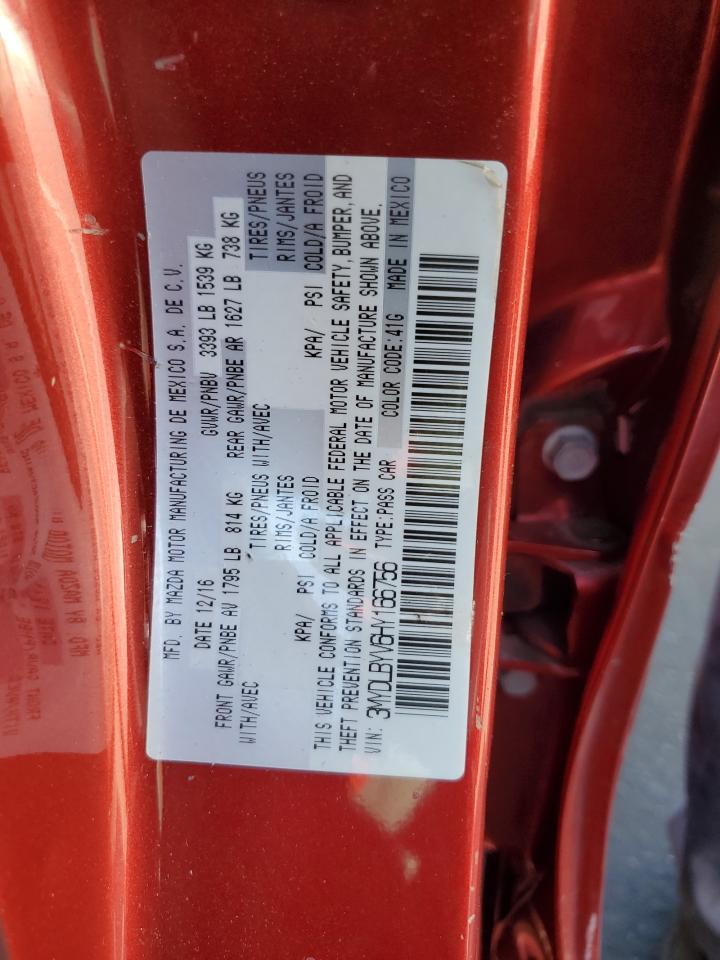 MFD. BY MAZDA MOTOR MANUFACTURING DE MEXICO S.A. DE C.V.
DATE 12/16 GVWR/PNBV 3393 LB 1539 KG
FRONT GAWR/PNBE AV 1795 LB 814 KG REAR GAWR/PNBE AR 1627 LB 738 KG
WITH/AVEC TIRES/PNEUS WITH/AVEC TIRES/PNEUS
RIMS/JANTES RIMS/JANTES
KPA/ PSI COLD/A FROID KPA/ PSI COLD/A FROID
THIS VEHICLE CONFORMS TO ALL APPLICABLE FEDERAL MOTOR VEHICLE SAFETY, BUMPER, AND
THEFT PREVENTION STANDARDS IN EFFECT ON THE DATE OF MANUFACTURE SHOWN ABOVE.
VIN: 3MYDLBYV6HY166756 TYPE:PASS CAR COLOR CODE:41G MADE IN MEXICO